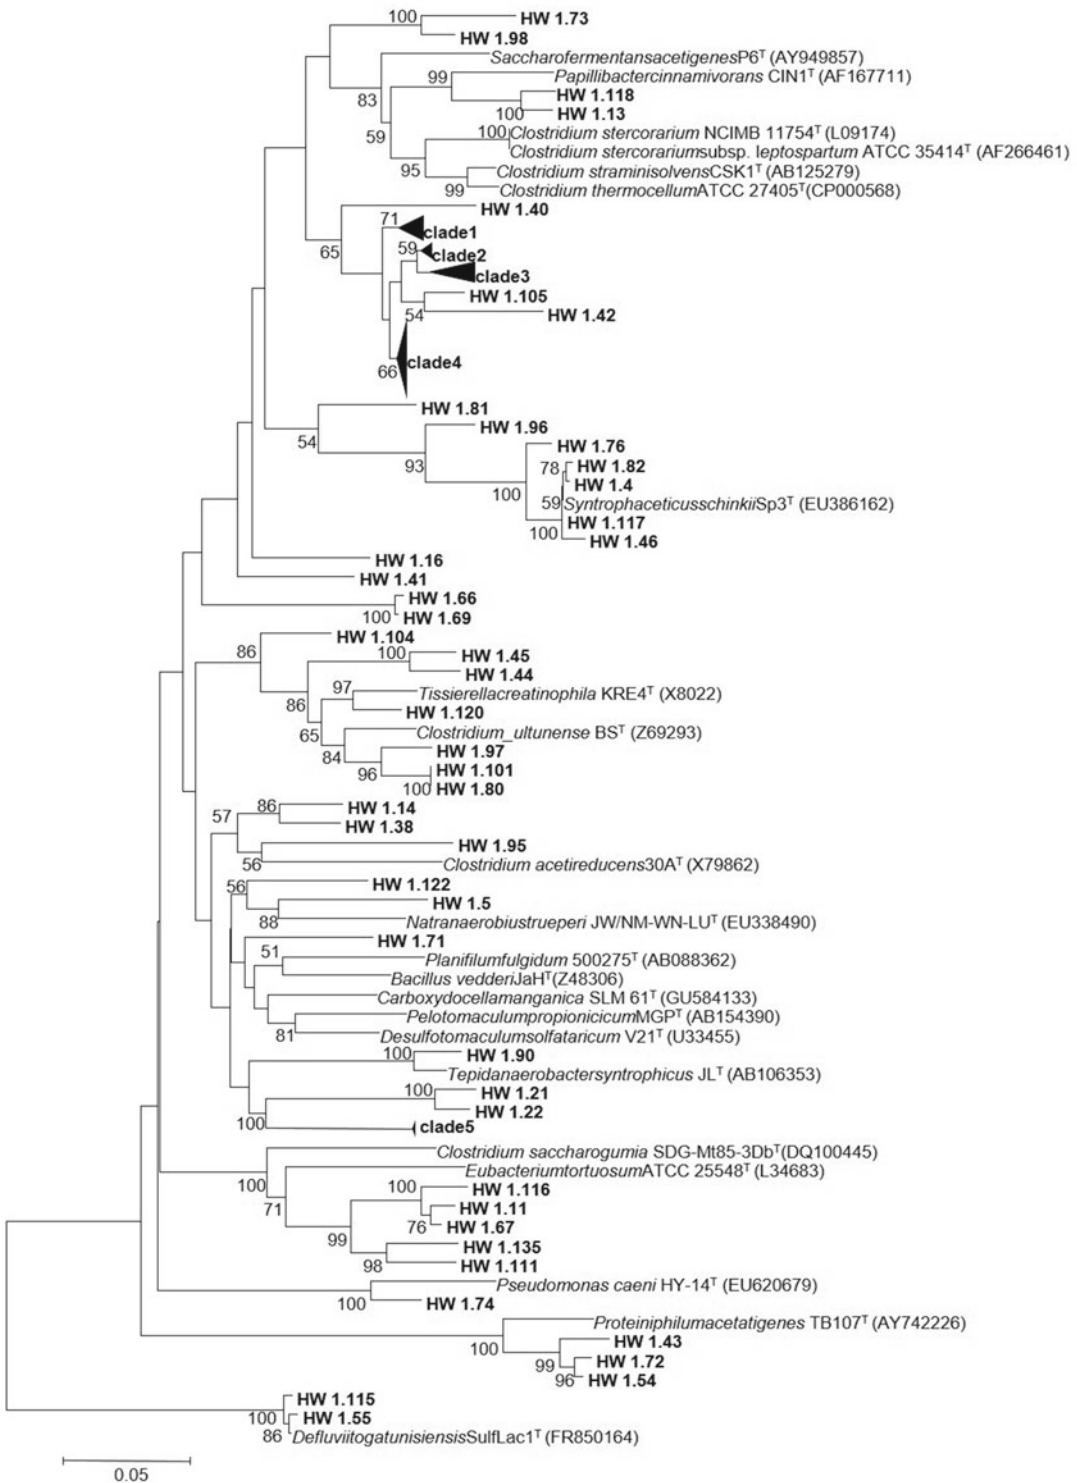 100
HW 1.73
HW 1.98
SaccharofermentansacetigenesP6ᵀ (AY949857)
99
Papillibactercinnamivorans CIN1ᵀ (AF167711)
83
HW 1.118
100
HW 1.13
59
100
Clostridium stercorarium NCIMB 11754ᵀ (L09174)
Clostridium stercorariumsubsp. leptospartum ATCC 35414ᵀ (AF266461)
95
Clostridium straminisolvensCSK1ᵀ (AB125279)
99
Clostridium thermocellumATCC 27405ᵀ(CP000568)
HW 1.40
71
clade1
65
59
clade2
clade3
HW 1.105
54
HW 1.42
clade4
66
HW 1.81
54
HW 1.96
93
HW 1.76
78
HW 1.82
HW 1.4
100
59
SyntrophaceticusschinkiiSp3ᵀ (EU386162)
HW 1.117
100
HW 1.46
HW 1.16
HW 1.41
HW 1.66
100
HW 1.69
HW 1.104
86
100
HW 1.45
HW 1.44
97
Tissierellacreatinophila KRE4ᵀ (X8022)
86
HW 1.120
65
Clostridium_ultunense BSᵀ (Z69293)
84
HW 1.97
96
HW 1.101
100
HW 1.80
86
HW 1.14
57
HW 1.38
HW 1.95
56
Clostridium acetireducens30Aᵀ (X79862)
56
HW 1.122
HW 1.5
88
Natranaerobiustrueperi JW/NM-WN-LUᵀ (EU338490)
HW 1.71
51
Planifilumfulgidum 500275ᵀ (AB088362)
Bacillus vedderiJaHᵀ(Z48306)
Carboxydocellamanganica SLM 61ᵀ (GU584133)
PelotomaculumpropionicicumMGPᵀ (AB154390)
81
Desulfotomaculumsolfataricum V21ᵀ (U33455)
100
HW 1.90
Tepidanaerobactersyntrophicus JLᵀ (AB106353)
100
HW 1.21
HW 1.22
100
clade5
Clostridium saccharogumia SDG-Mt85-3Dbᵀ(DQ100445)
EubacteriumtortuosumATCC 25548ᵀ (L34683)
100
100
HW 1.116
71
HW 1.11
76
HW 1.67
99
HW 1.135
98
HW 1.111
Pseudomonas caeni HY-14ᵀ (EU620679)
100
HW 1.74
Proteiniphilumacetatigenes TB107ᵀ (AY742226)
100
HW 1.43
99
HW 1.72
96
HW 1.54
HW 1.115
100
HW 1.55
86
DefluviitogatunisiensisSulfLac1ᵀ (FR850164)
0.05